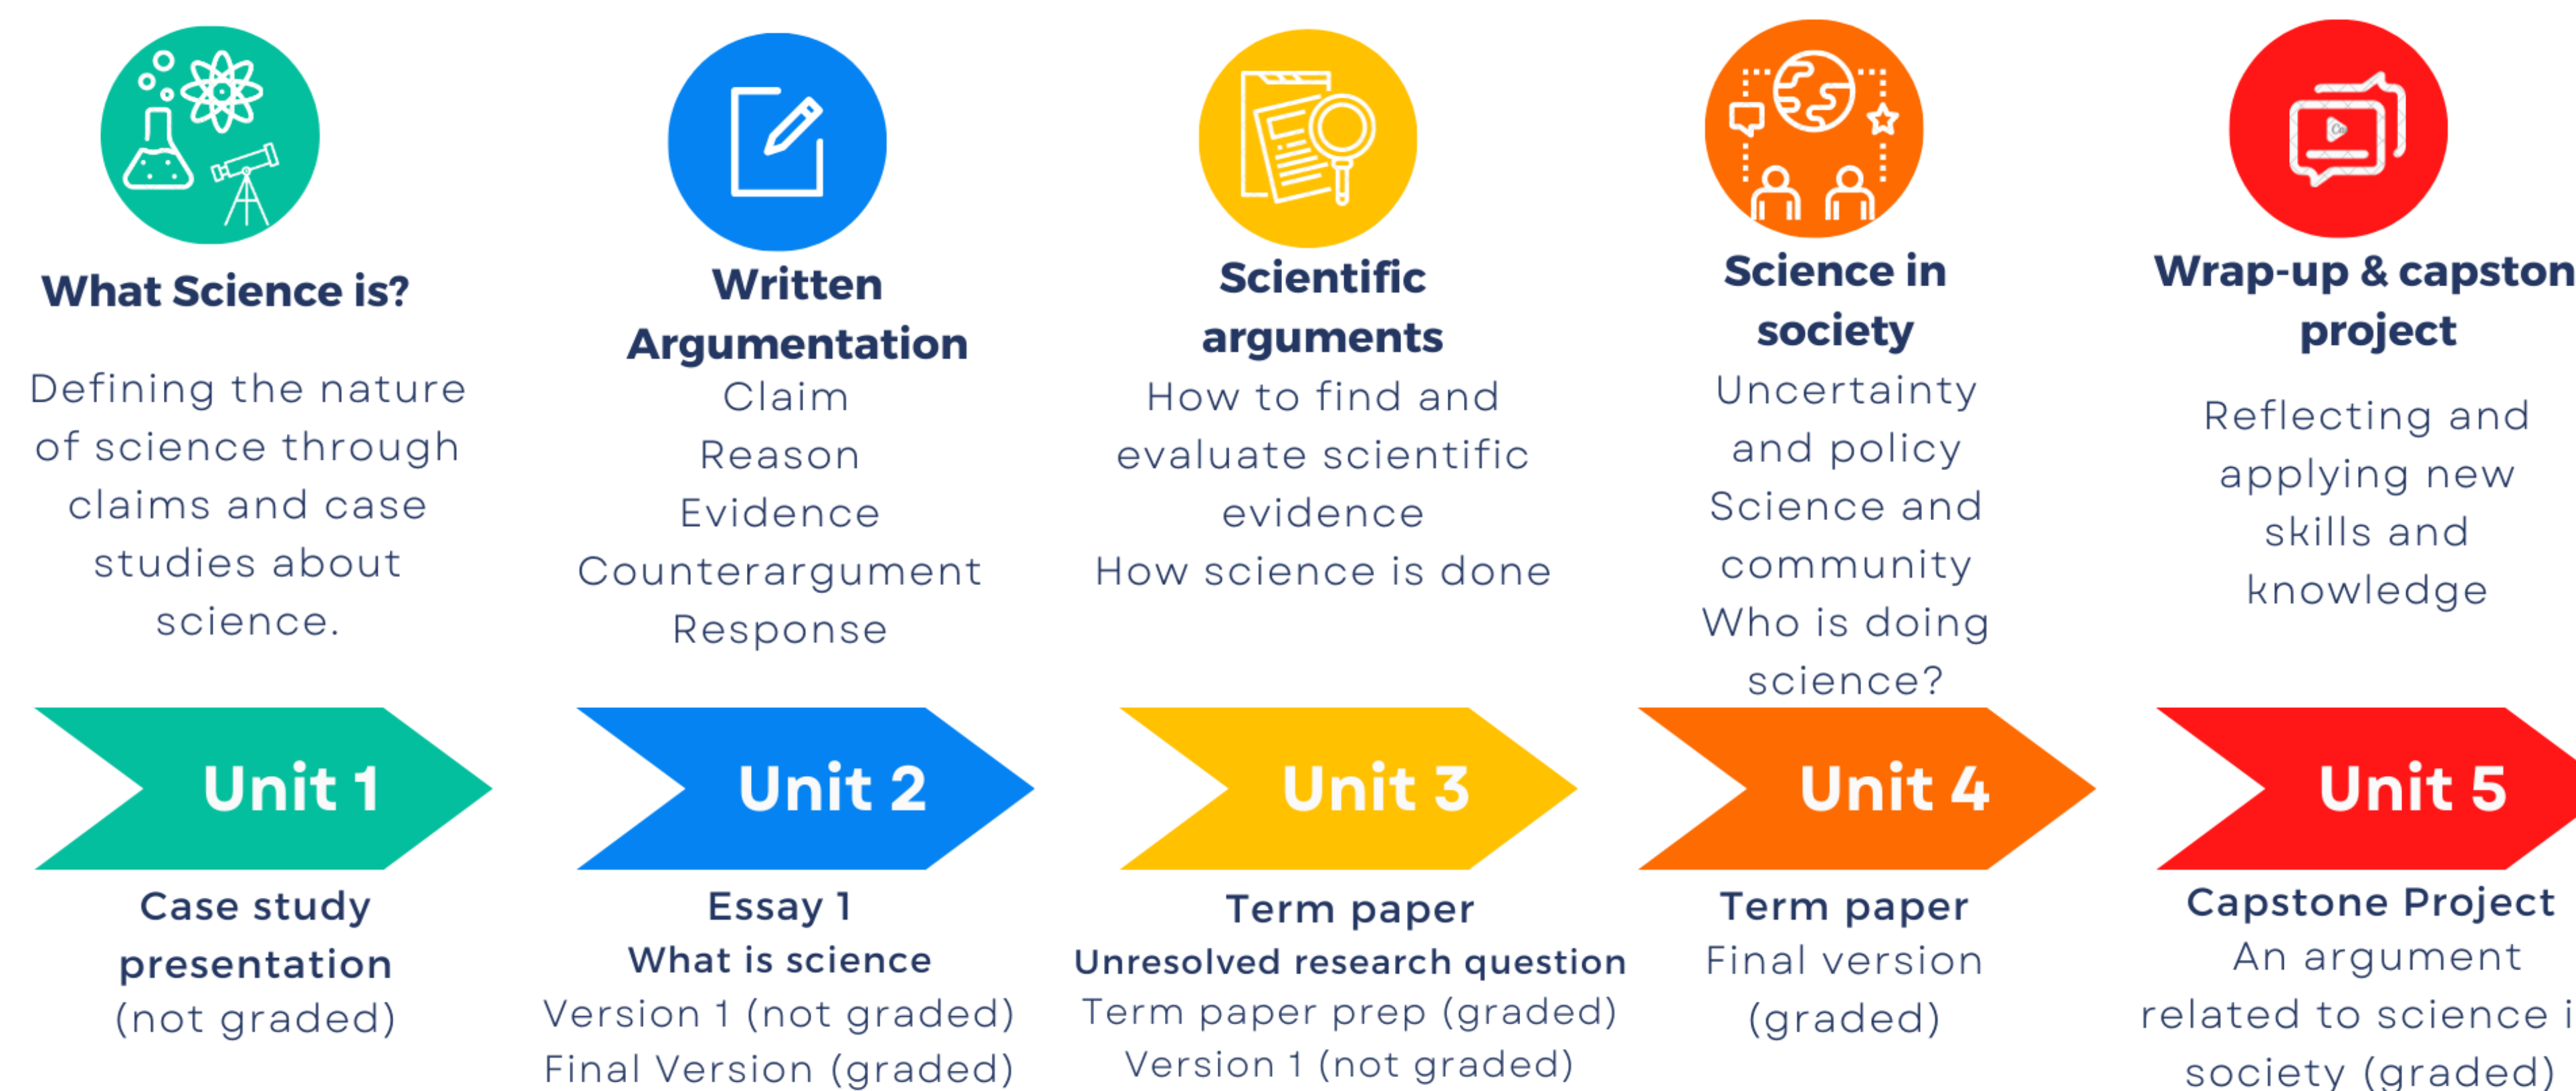 What Science is?
Defining the nature
of science through
claims and case
studies about
science.
Unit 1
Case study
presentation
(not graded)
Written
Argumentation
Claim
Reason
Evidence
Counterargument
Response
Unit 2
Essay 1
What is science
Version 1 (not graded)
Final Version (graded)
Scientific
arguments
How to find and
evaluate scientific
evidence
How science is done
Unit 3
Term paper
Unresolved research question
Term paper prep (graded)
Version 1 (not graded)
Science in
society
Uncertainty
and policy
Science and
community
Who is doing
science?
Unit 4
Term paper
Final version
(graded)
Wrap-up & capston
project
Reflecting and
applying new
skills and
knowledge
Unit 5
Capstone Project
An argument
related to science i
society (graded)